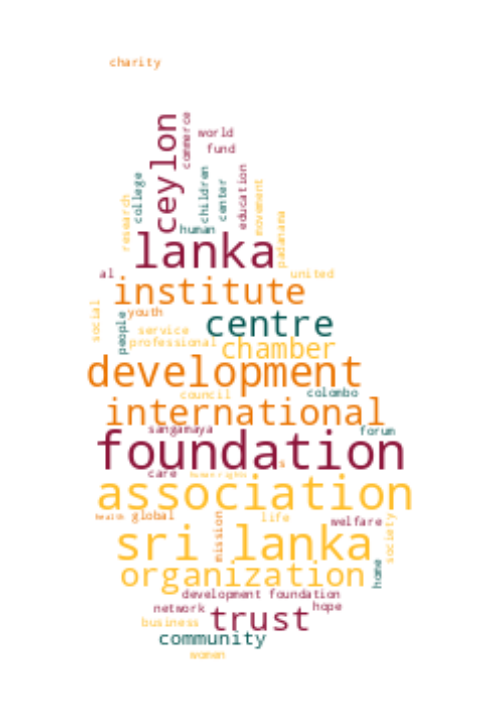 charity
ceylon
commerce
world
fund
college
research
children
center
education
movement
padanama
human
lanka
al
united
institute
social
people
youth
centre
service
professional
chamber
development
council
colombo
international
sangamaya
forum
foundation
care
human rights
s
association
health
global
mission
life
welfare
society
sri lanka
organization
home
development foundation
network
hope
trust
business
community
women